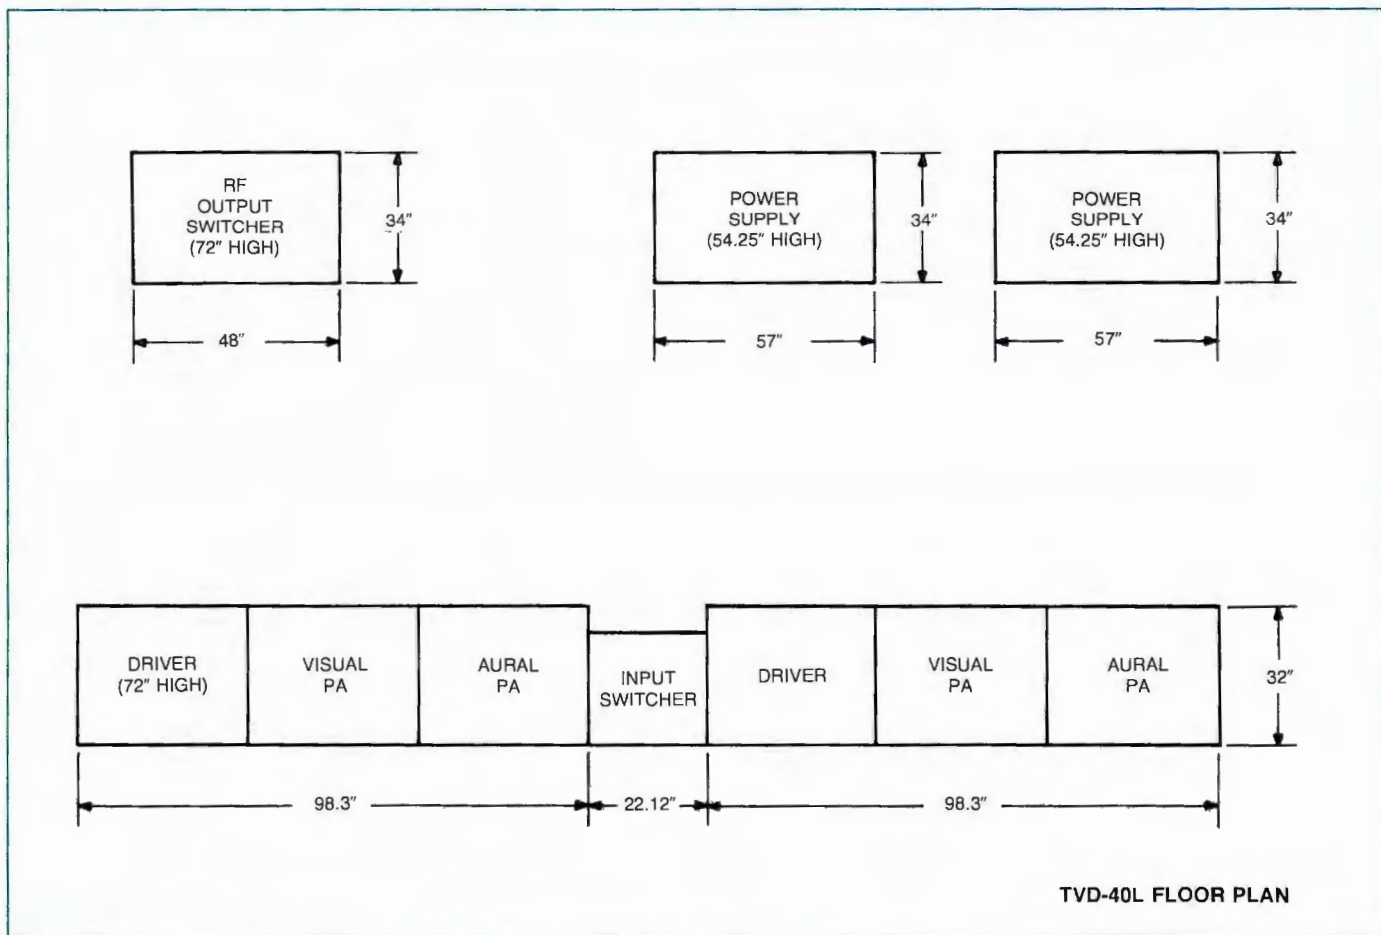 RF
OUTPUT
SWITCHER
(72" HIGH)
34"
48"
POWER
SUPPLY
(54.25" HIGH)
34"
57"
POWER
SUPPLY
(54.25" HIGH)
34"
57"
DRIVER
(72" HIGH)
VISUAL
PA
AURAL
PA
INPUT
SWITCHER
DRIVER
VISUAL
PA
AURAL
PA
32"
98.3"
22.12"
98.3"
TVD-40L FLOOR PLAN